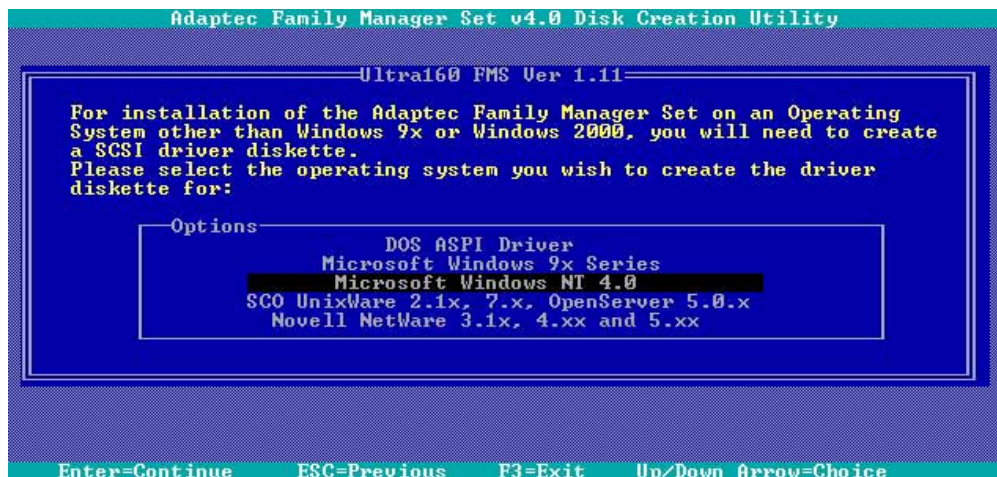 Adaptec Family Manager Set v4.0 Disk Creation Utility
Ultra160 FMS Ver 1.11
For installation of the Adaptec Family Manager Set on an Operating
System other than Windows 9x or Windows 2000, you will need to create
a SCSI driver diskette.
Please select the operating system you wish to create the driver
diskette for:
Options
DOS ASPI Driver
Microsoft Windows 9x Series
Microsoft Windows NT 4.0
SCO UnixWare 2.1x, 7.x, OpenServer 5.0.x
Novell NetWare 3.1x, 4.xx and 5.xx
Enter=Continue ESC=Previous F3=Exit Up/Down Arrow=Choice